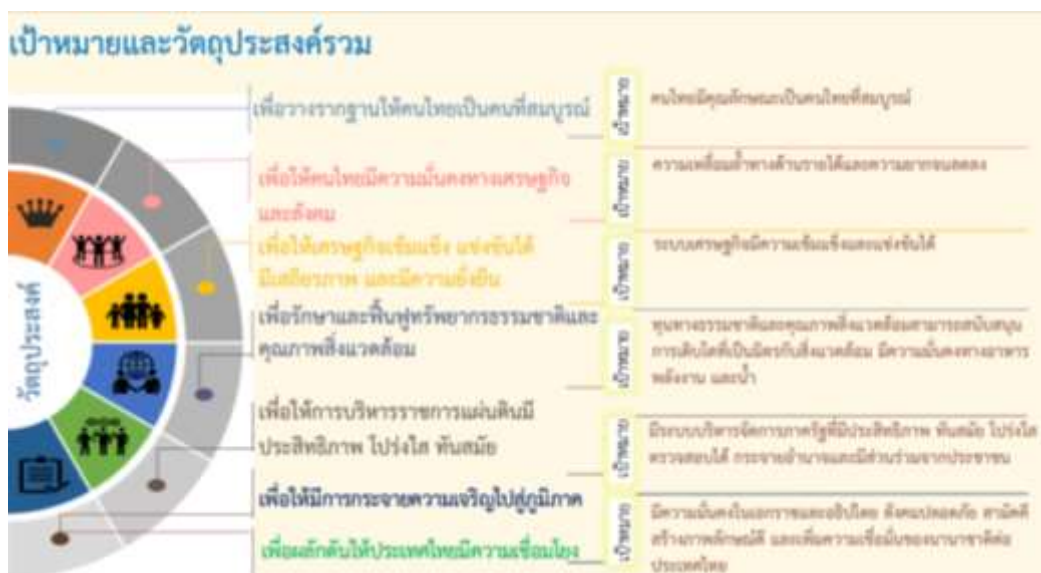 เป้าหมายและวัตถุประสงค์รวม
วัตถุประสงค์
เพื่อวางรากฐานให้คนไทยเป็นคนที่สมบูรณ์
เป้าหมาย
คนไทยมีคุณลักษณะเป็นคนไทยที่สมบูรณ์
เพื่อให้คนไทยมีความมั่นคงทางเศรษฐกิจ
และสังคม
เป้าหมาย
ความเหลื่อมล้ำทางด้านรายได้และความยากจนลดลง
เพื่อให้เศรษฐกิจเข้มแข็ง แข่งขันได้
มีเสถียรภาพ และมีความยั่งยืน
เป้าหมาย
ระบบเศรษฐกิจมีความเข้มแข็งและแข่งขันได้
เพื่อรักษาและฟื้นฟูทรัพยากรธรรมชาติและ
คุณภาพสิ่งแวดล้อม
เป้าหมาย
ทุนทางธรรมชาติและคุณภาพสิ่งแวดล้อมสามารถสนับสนุน
การเติบโตที่เป็นมิตรกับสิ่งแวดล้อม มีความมั่นคงทางอาหาร
พลังงาน และน้ำ
เพื่อให้การบริหารราชการแผ่นดินมี
ประสิทธิภาพ โปร่งใส ทันสมัย
เป้าหมาย
มีระบบบริหารจัดการภาครัฐที่มีประสิทธิภาพ ทันสมัย โปร่งใส
ตรวจสอบได้ กระจายอำนาจและมีส่วนร่วมจากประชาชน
เพื่อให้มีการกระจายความเจริญไปสู่ภูมิภาค
เพื่อผลักดันให้ประเทศไทยมีความเชื่อมโยง
เป้าหมาย
มีความมั่นคงในเอกราชและอธิปไตย สังคมปลอดภัย สามัคคี
สร้างภาพลักษณ์ดี และเพิ่มความเชื่อมั่นของนานาชาติต่อ
ประเทศไทย